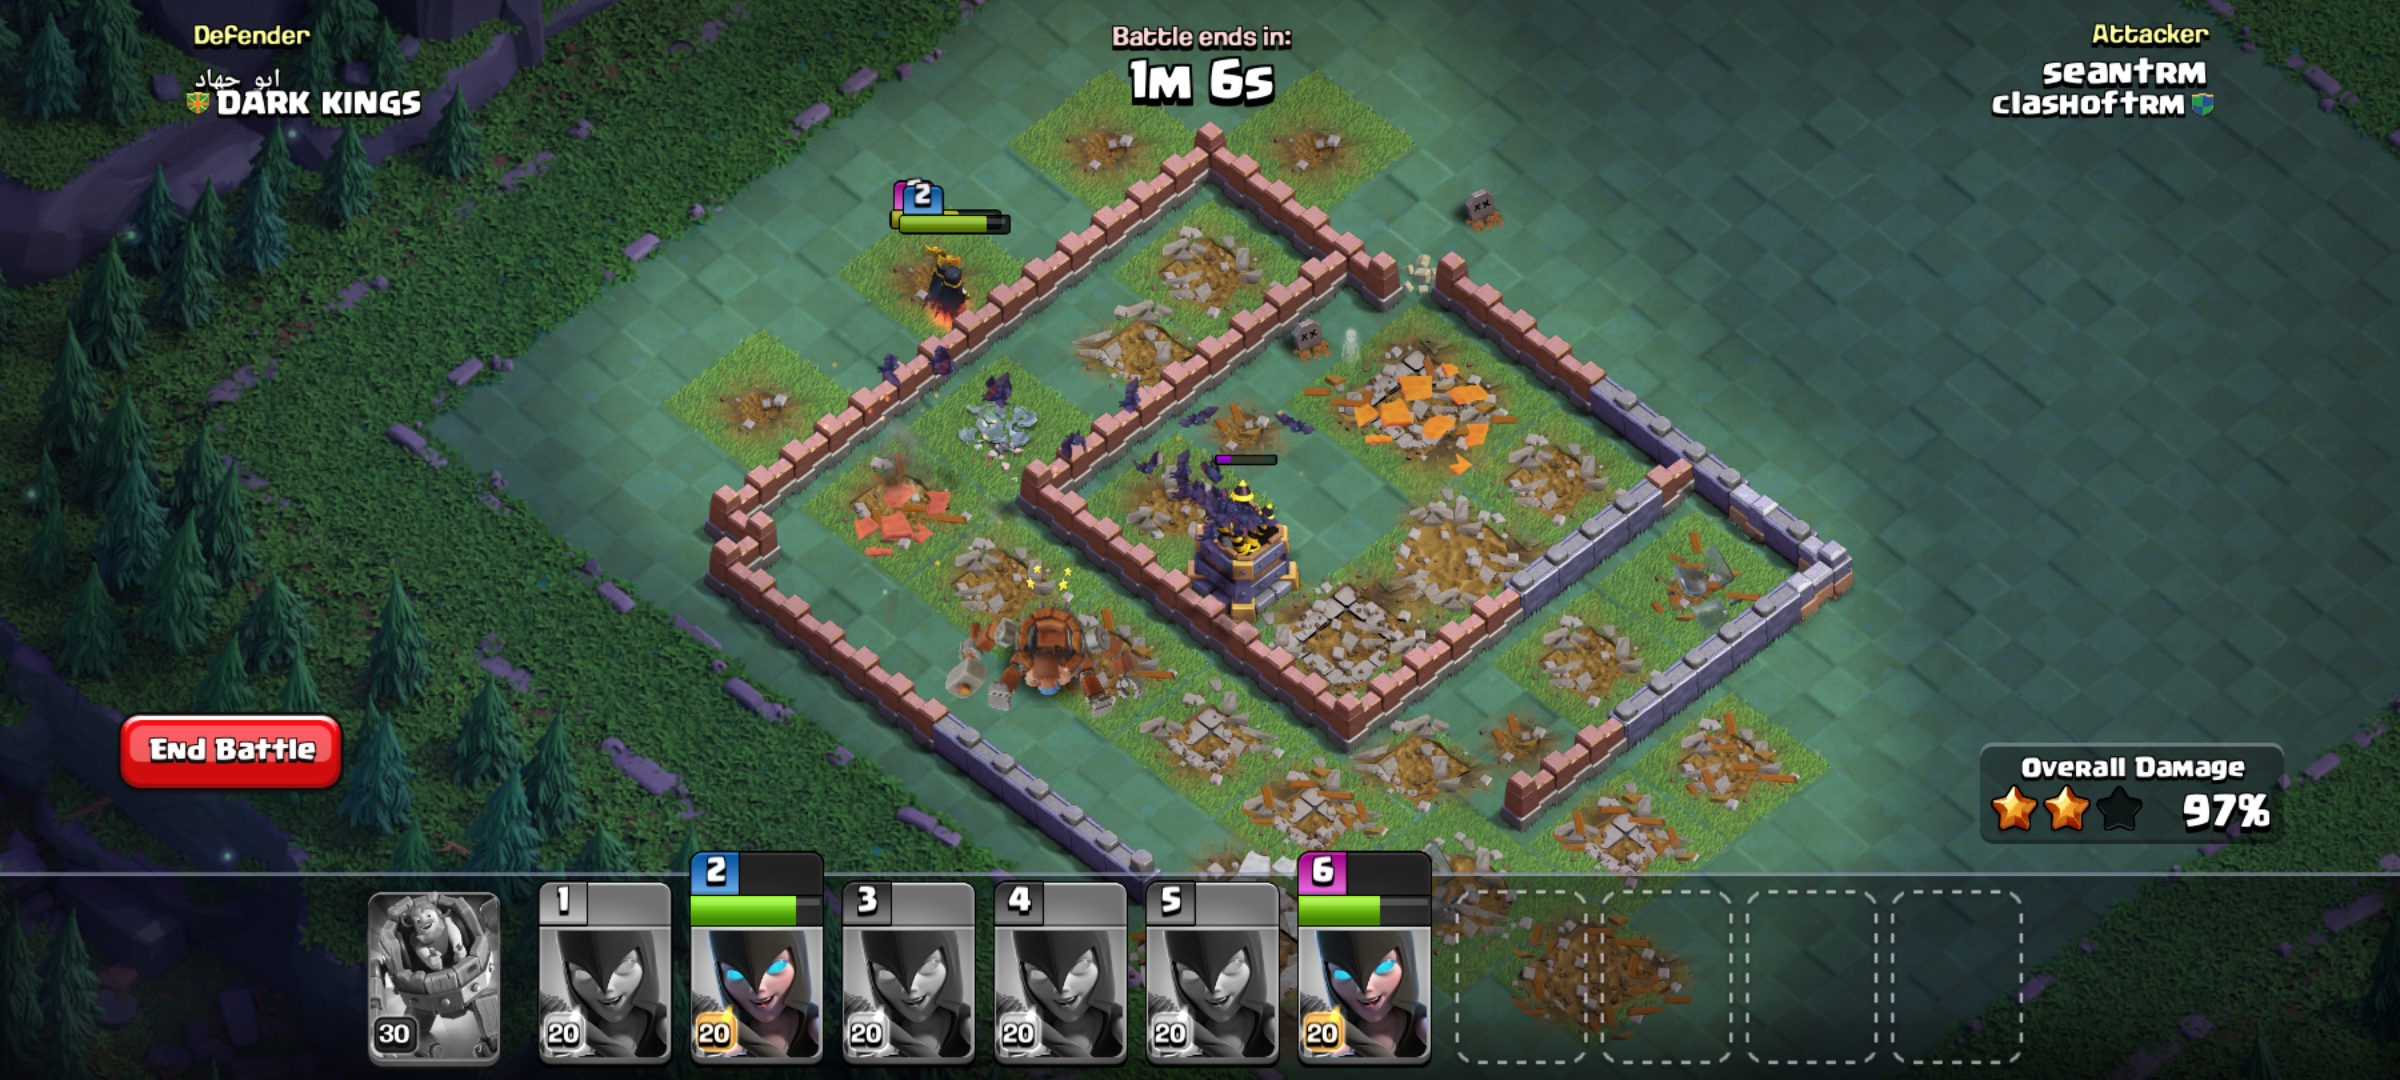 Defender
ابو جهاد
DARK KINGS
Battle ends in:
1M 6s
Attacker
seantRM
clashoftRM
2
End Battle
Overall Damage
97%
30
1
20
2
20
3
20
4
20
5
20
6
20